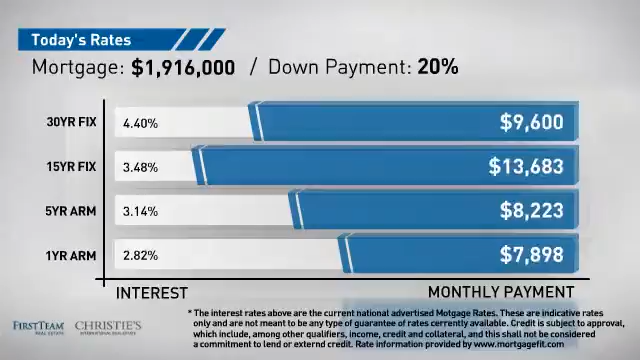 Today's Rates
Mortgage: $1,916,000 / Down Payment: 20%
30YR FIX 4.40% $9,600
15YR FIX 3.48% $13,683
5YR ARM 3.14% $8,223
1YR ARM 2.82% $7,898
INTEREST MONTHLY PAYMENT
* The interest rates above are the current national advertised Motgage Rates. These are indicative rates
only and are not meant to be any type of guarantee of rates cerrently available. Credit is subject to approval,
which include, among other qualifiers, income, credit and collateral, and this shall not be considered
a commitment to lend or externd credit. Rate information provided by www.mortgagefit.com
FIRSTTEAM CHRISTIE'S
REAL ESTATE INTERNATIONAL REAL ESTATE